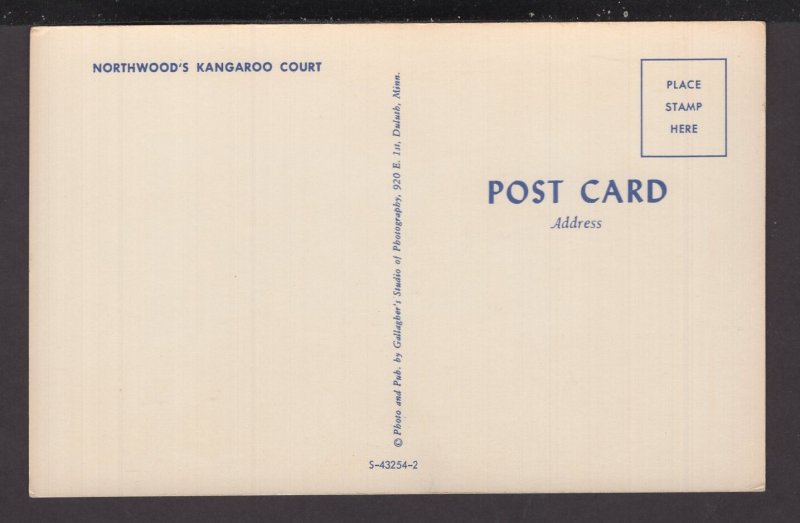 NORTHWOOD'S KANGAROO COURT
© Photo and Pub. by Gallagher's Studio of Photography, 920 E. 1st, Duluth, Minn.
S-43254-2
PLACE
STAMP
HERE
POST CARD
Address